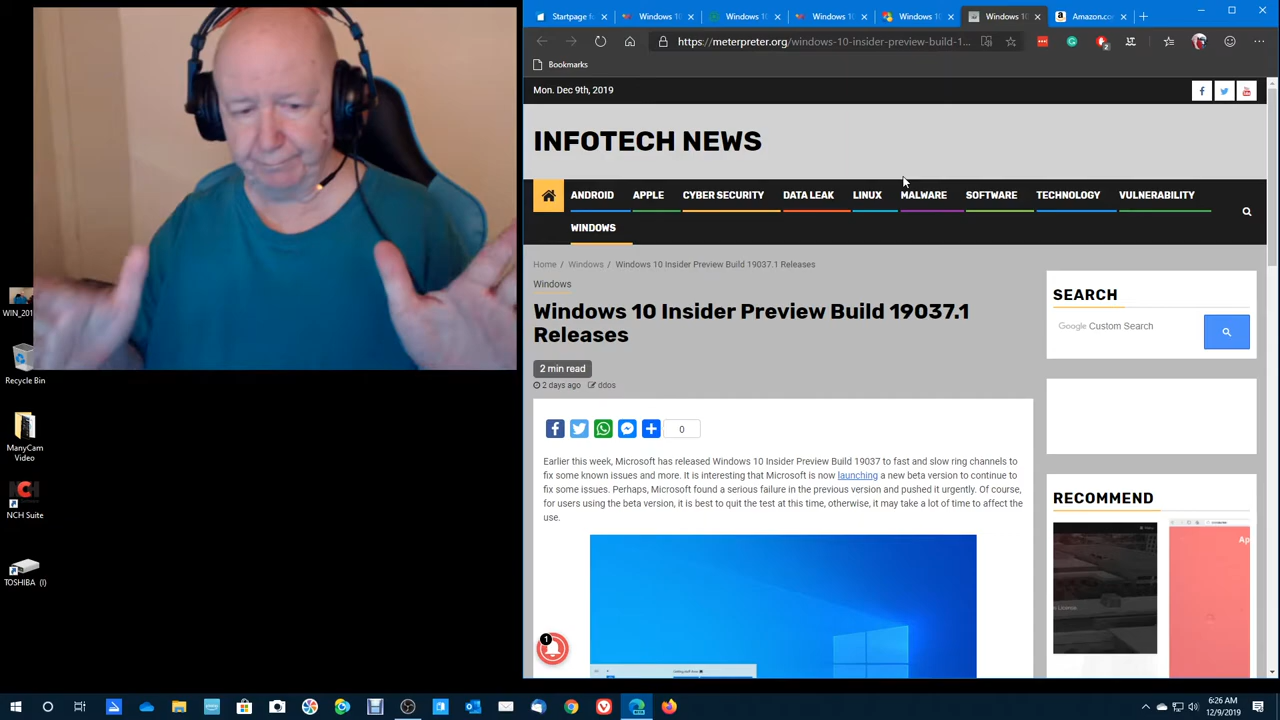 Startpage f
Windows 10
Windows 10
Windows 10
Windows 10
Windows 10
Amazon.co
https://meterpreter.org/windows-10-insider-preview-build-1...
2
Bookmarks
Mon. Dec 9th, 2019
INFOTECH NEWS
ANDROID
APPLE
CYBER SECURITY
DATA LEAK
LINUX
MALWARE
SOFTWARE
TECHNOLOGY
VULNERABILITY
WINDOWS
Home / Windows / Windows 10 Insider Preview Build 19037.1 Releases
Windows
Windows 10 Insider Preview Build 19037.1
Releases
2 min read
2 days ago ddos
0
Earlier this week, Microsoft has released Windows 10 Insider Preview Build 19037 to fast and slow ring channels to
fix some known issues and more. It is interesting that Microsoft is now launching a new beta version to continue to
fix some issues. Perhaps, Microsoft found a serious failure in the previous version and pushed it urgently. Of course,
for users using the beta version, it is best to quit the test at this time, otherwise, it may take a lot of time to affect the
use.
1
SEARCH
Google Custom Search
RECOMMEND
Ap
WIN_201
Recycle Bin
ManyCam
Video
NCH Suite
TOSHIBA (I)
6:26 AM
12/9/2019